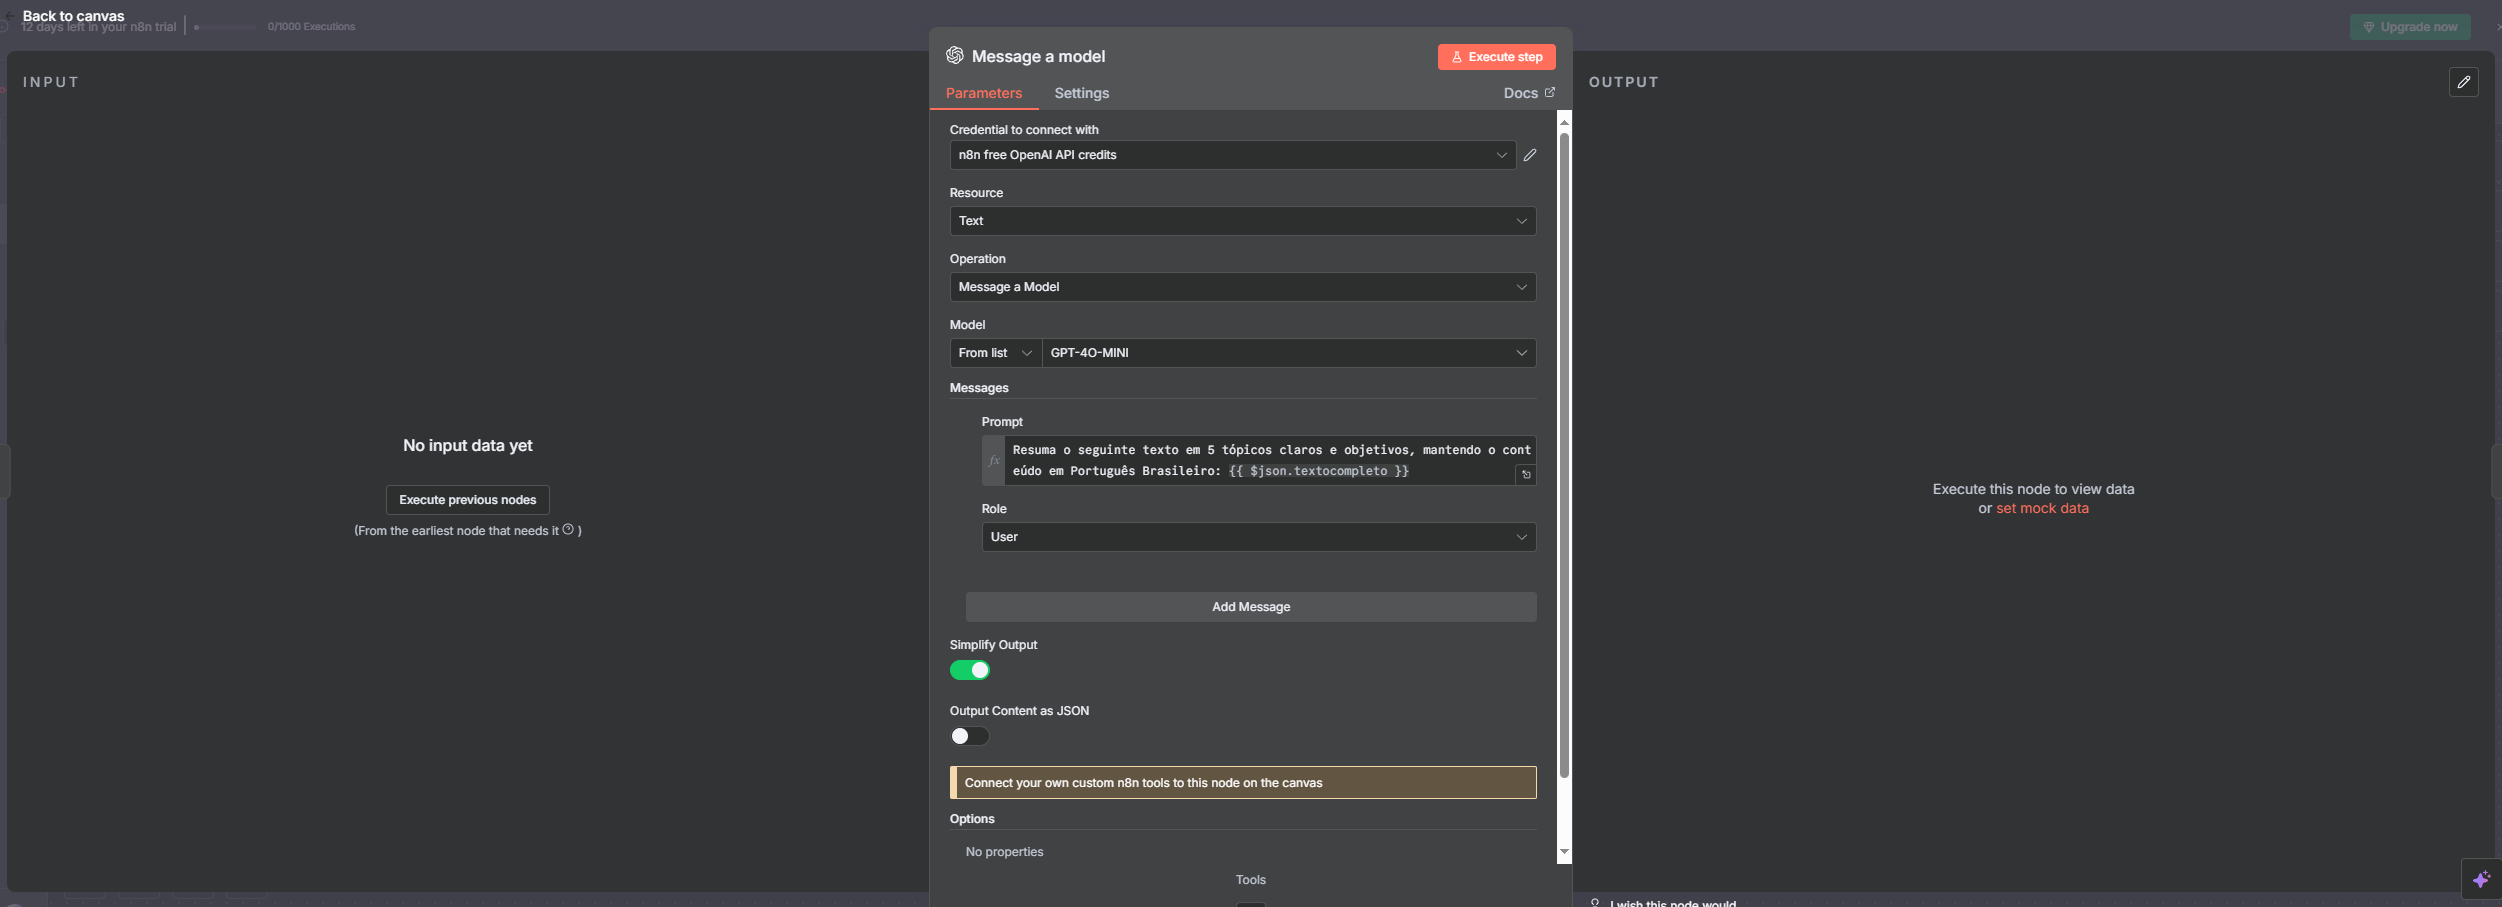 Back to canvas
12 days left in your n8n trial
0/1000 Executions
Upgrade now
INPUT
No input data yet
Execute previous nodes
(From the earliest node that needs it ? )
Message a model
Execute step
Parameters
Settings
Docs
Credential to connect with
n8n free OpenAI API credits
Resource
Text
Operation
Message a Model
Model
From list
GPT-4O-MINI
Messages
Prompt
fx
Resuma o seguinte texto em 5 tópicos claros e objetivos, mantendo o cont
eúdo em Português Brasileiro: {{ $json.textocompleto }}
Role
User
Add Message
Simplify Output
Output Content as JSON
Connect your own custom n8n tools to this node on the canvas
Options
No properties
Tools
OUTPUT
Execute this node to view data
or set mock data
I wish this node would